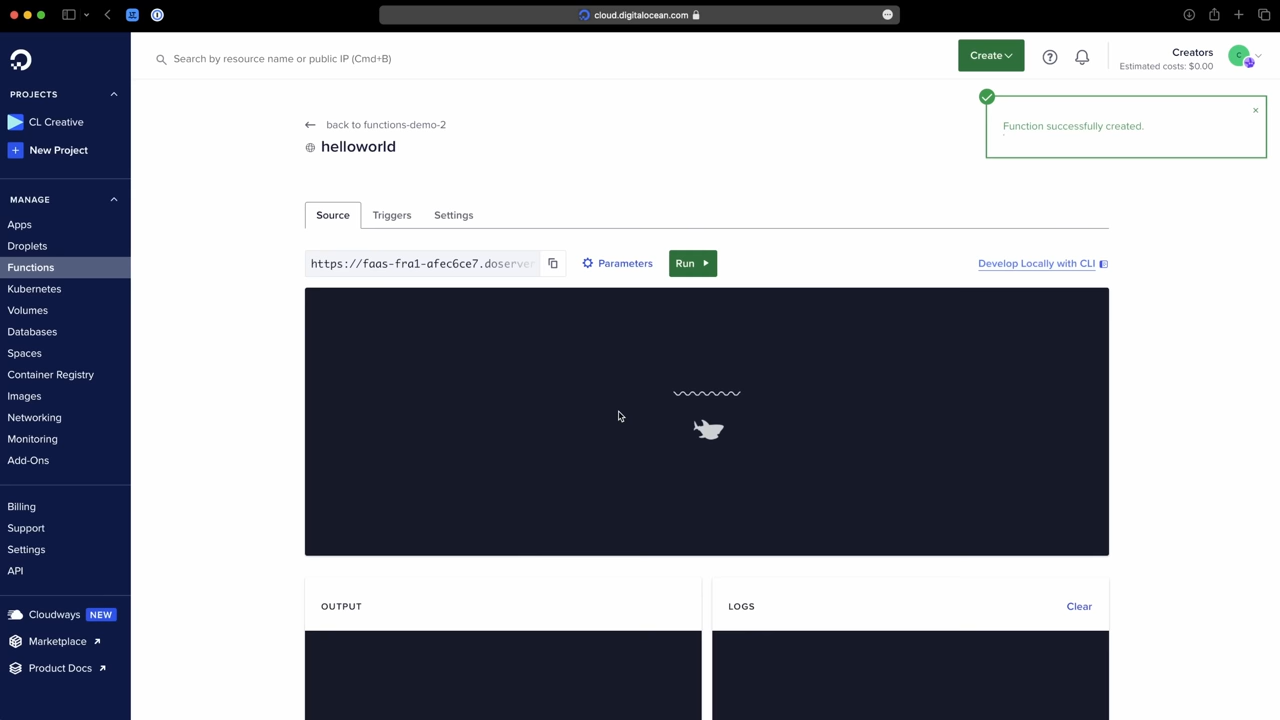 cloud.digitalocean.com
Search by resource name or public IP (Cmd+B)
Create
Creators
Estimated costs: $0.00
C
PROJECTS
CL Creative
New Project
MANAGE
Apps
Droplets
Functions
Kubernetes
Volumes
Databases
Spaces
Container Registry
Images
Networking
Monitoring
Add-Ons
Billing
Support
Settings
API
Cloudways NEW
Marketplace
Product Docs
back to functions-demo-2
helloworld
Function successfully created.
Source Triggers Settings
https://faas-fra1-afec6ce7.doserver
Parameters
Run
Develop Locally with CLI
OUTPUT
LOGS
Clear